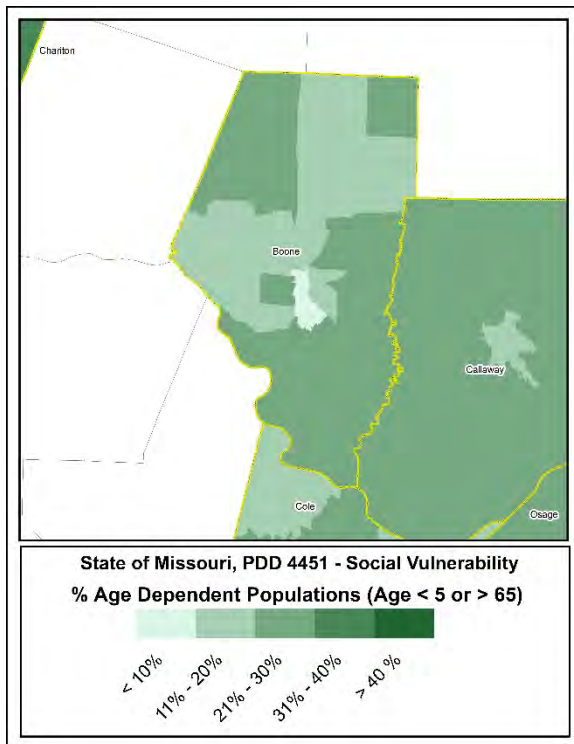 Chariton
Boone
Callaway
Cole
Osage
State of Missouri, PDD 4451 - Social Vulnerability
% Age Dependent Populations (Age < 5 or > 65)
< 10%
11% - 20%
21% - 30%
31% - 40%
> 40 %